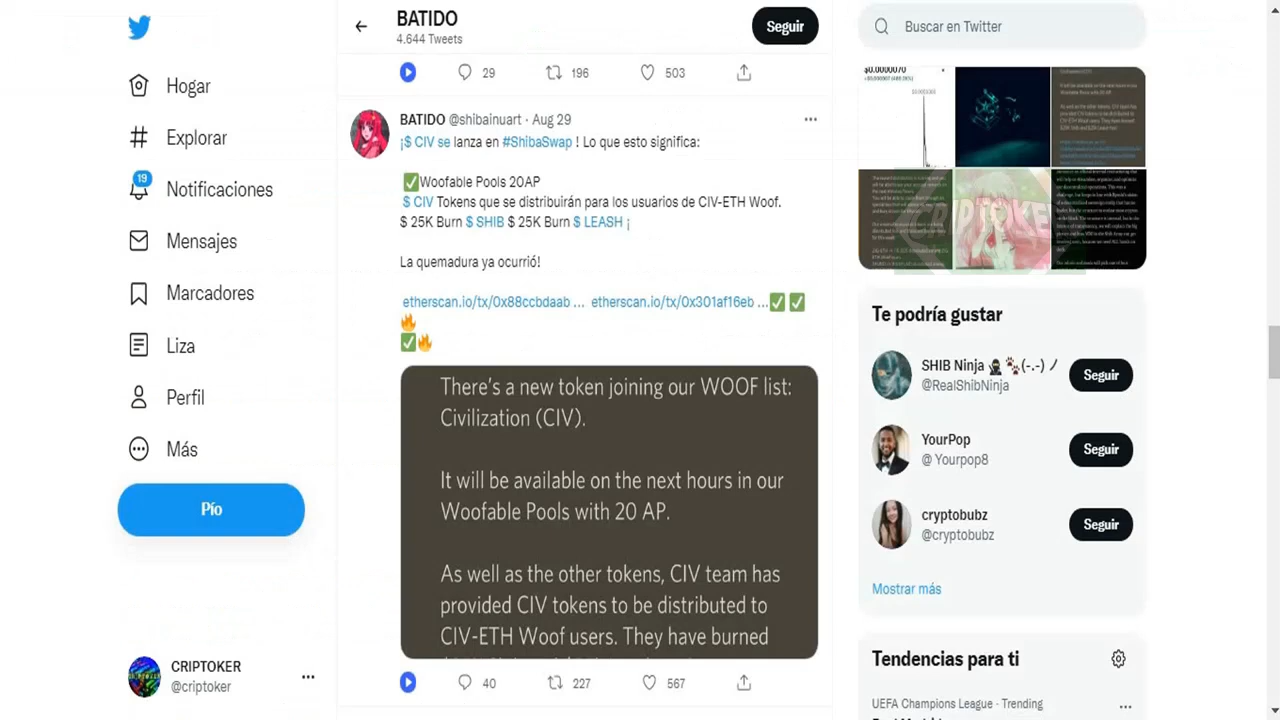 BATIDO
4.644 Tweets
Seguir
Buscar en Twitter
Hogar
Explorar
19
Notificaciones
Mensajes
Marcadores
Liza
Perfil
Más
Pío
CRIPTOKER
@criptoker
29
196
503
BATIDO @shibainuart · Aug 29
¡$ CIV se lanza en #ShibaSwap ! Lo que esto significa:
✅Woofable Pools 20AP
$ CIV Tokens que se distribuirán para los usuarios de CIV-ETH Woof.
$ 25K Burn $ SHIB $ 25K Burn $ LEASH ¡
La quemadura ya ocurrió!
etherscan.io/tx/0x88ccbdaab ... etherscan.io/tx/0x301af16eb ...✅ ✅
🔥
✅🔥
There's a new token joining our WOOF list:
Civilization (CIV).
It will be available on the next hours in our
Woofable Pools with 20 AP.
As well as the other tokens, CIV team has
provided CIV tokens to be distributed to
CIV-ETH Woof users. They have burned
40
227
567
$0.0000070
Te podría gustar
SHIB Ninja 🥷🐾(-.-) ノ
@RealShibNinja
Seguir
YourPop
@ Yourpop8
Seguir
cryptobubz
@cryptobubz
Seguir
Mostrar más
Tendencias para ti
UEFA Champions League · Trending